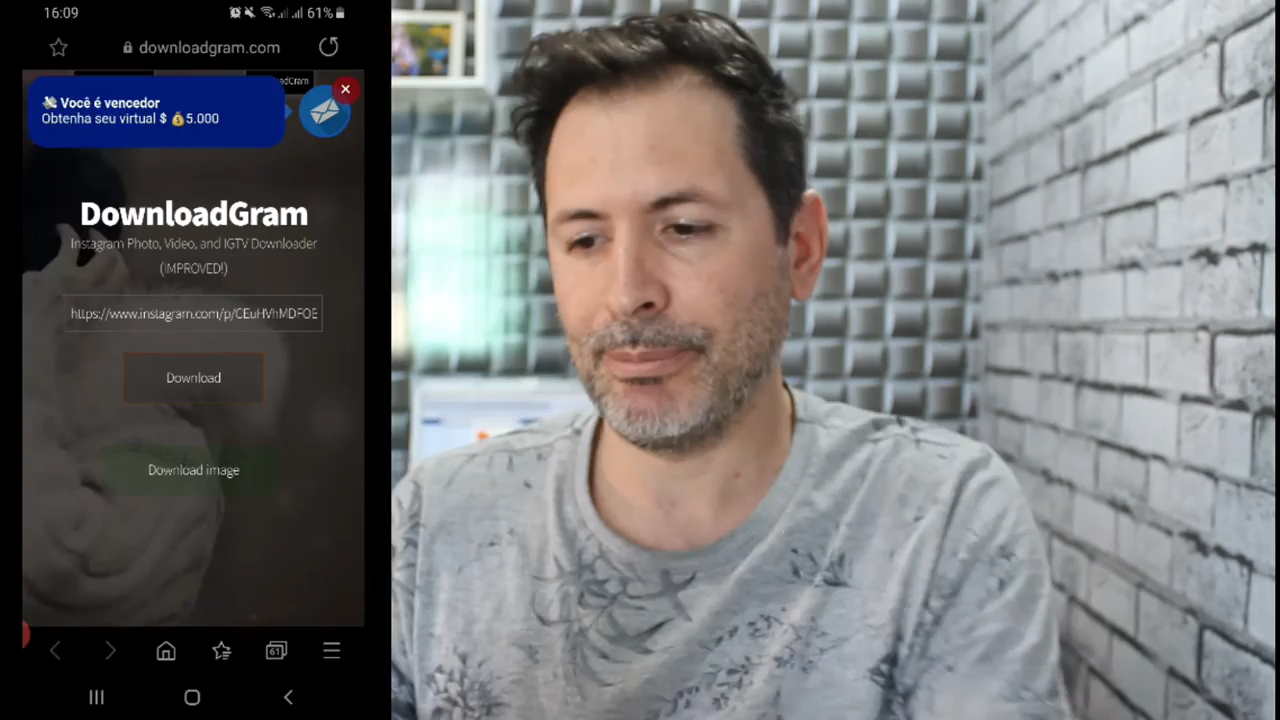 16:09
61%
downloadgram.com
Você é vencedor
Obtenha seu virtual $ 💰5.000
DownloadGram
Instagram Photo, Video, and IGTV Downloader
(IMPROVED!)
https://www.instagram.com/p/CEuHVhMDFOE
Download
Download image
61